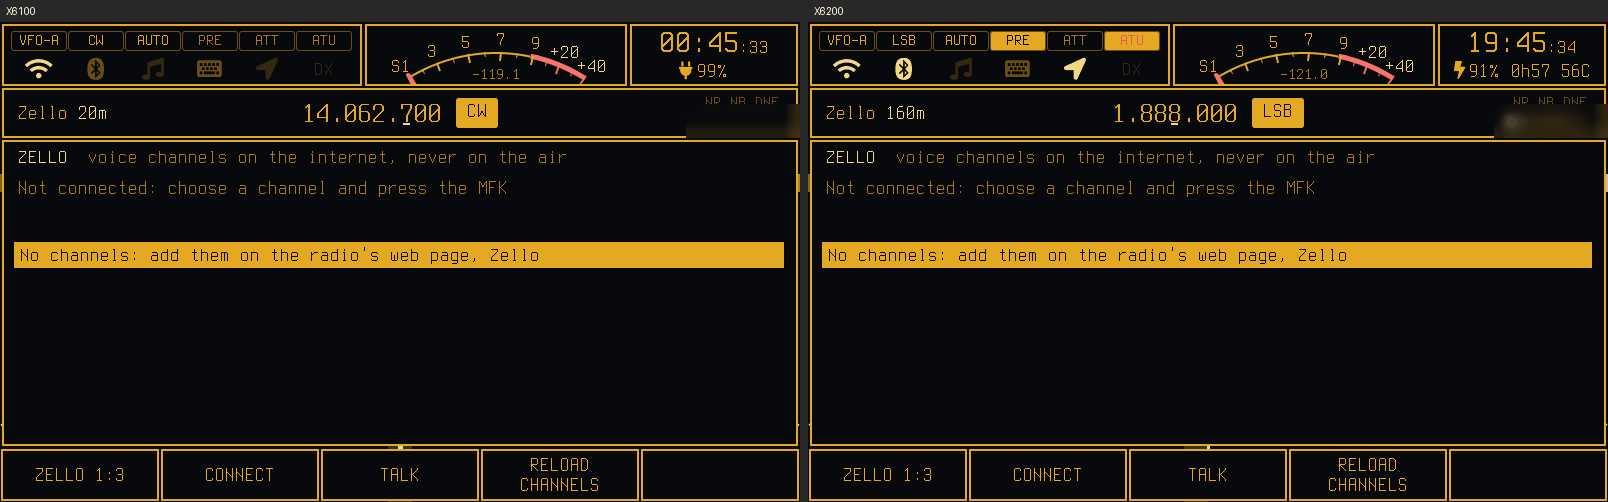 X6100
VFO-A CW AUTO PRE ATT ATU
DX
S1 3 5 7 9 +20 +40
-119.1
00:45:33
99%
Zello 20m
14.062.700 CW
NR NB DNF
ZELLO voice channels on the internet, never on the air
Not connected: choose a channel and press the MFK
No channels: add them on the radio's web page, Zello
ZELLO 1:3
CONNECT
TALK
RELOAD
CHANNELS
X6200
VFO-A LSB AUTO PRE ATT ATU
DX
S1 3 5 7 9 +20 +40
-121.0
19:45:34
91% 0h57 56C
Zello 160m
1.888.000 LSB
NR NB DNF
ZELLO voice channels on the internet, never on the air
Not connected: choose a channel and press the MFK
No channels: add them on the radio's web page, Zello
ZELLO 1:3
CONNECT
TALK
RELOAD
CHANNELS